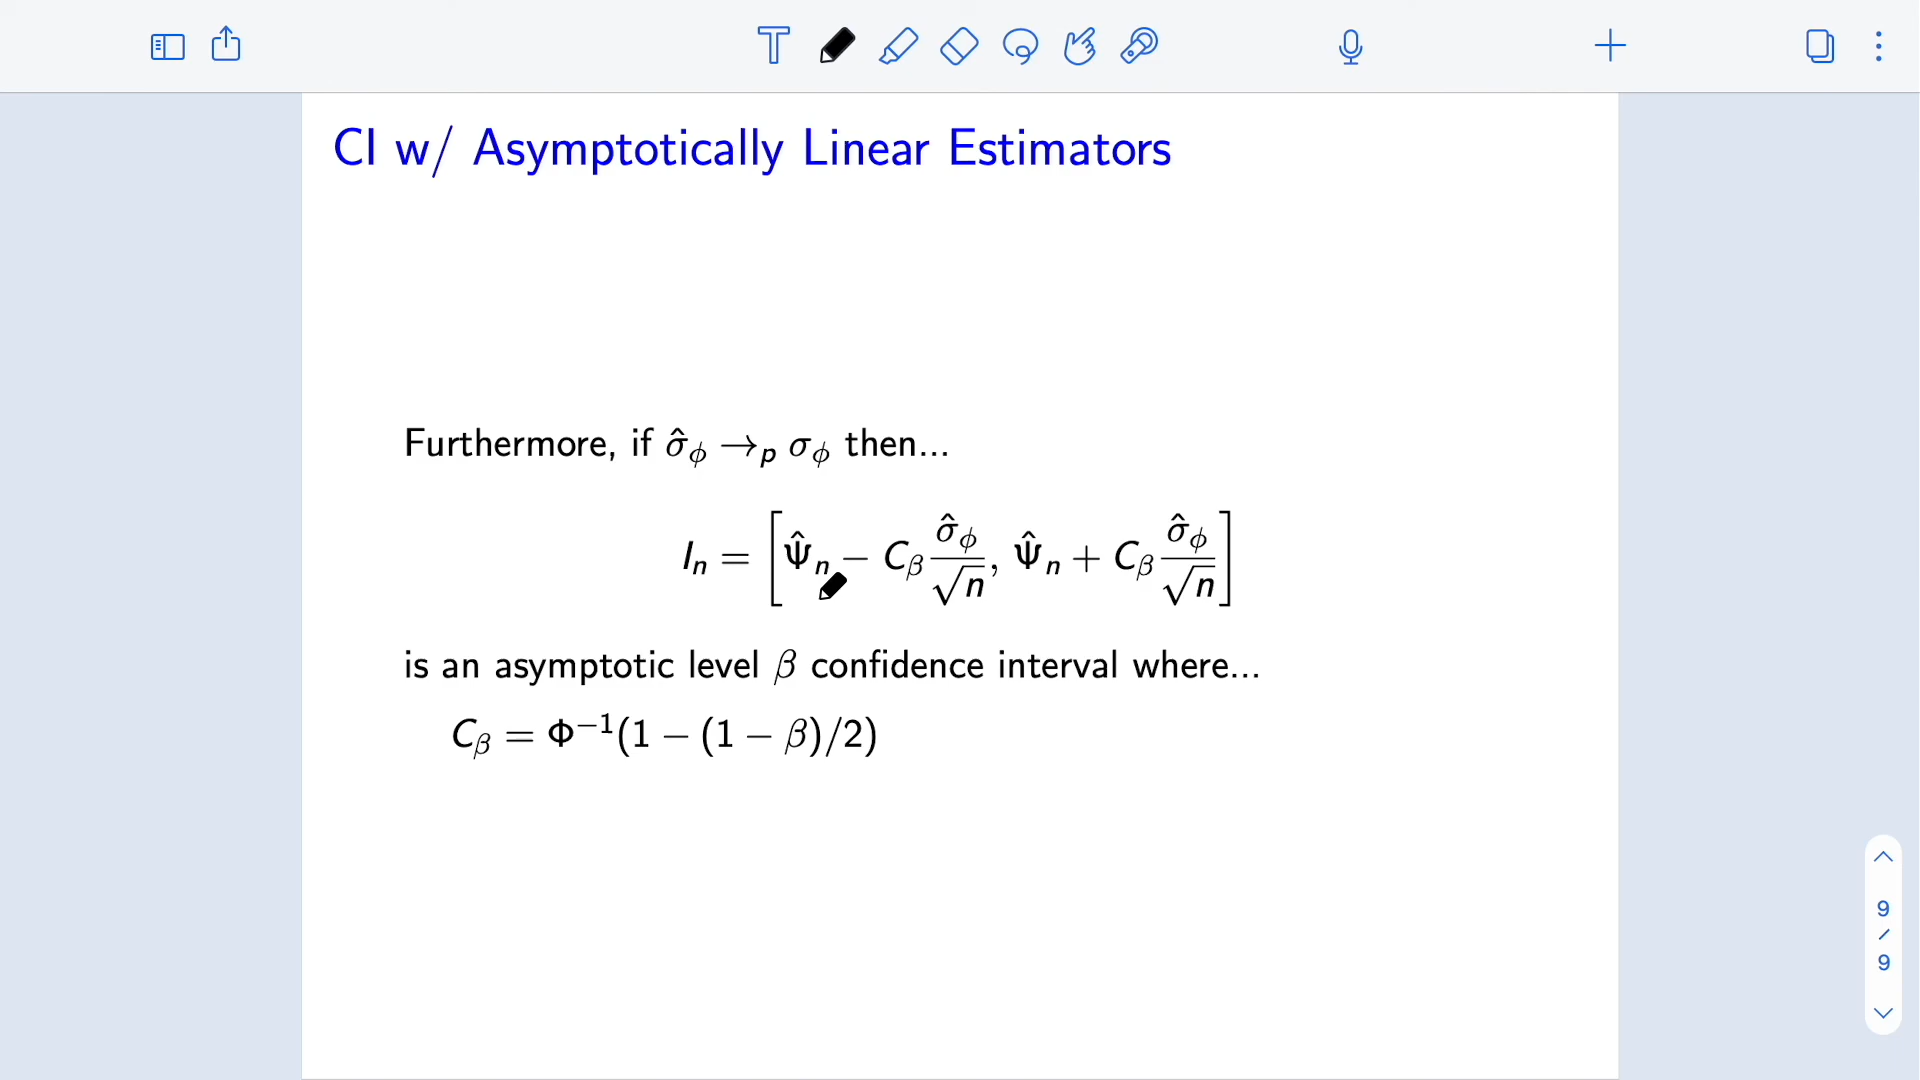 CI w/ Asymptotically Linear Estimators
Furthermore, if σ̂_ϕ →_p σ_ϕ then...
I_n = [Ψ̂_n − C_β σ̂_ϕ/√n, Ψ̂_n + C_β σ̂_ϕ/√n]
is an asymptotic level β confidence interval where...
C_β = Φ⁻¹(1 − (1 − β)/2)
9
/
9